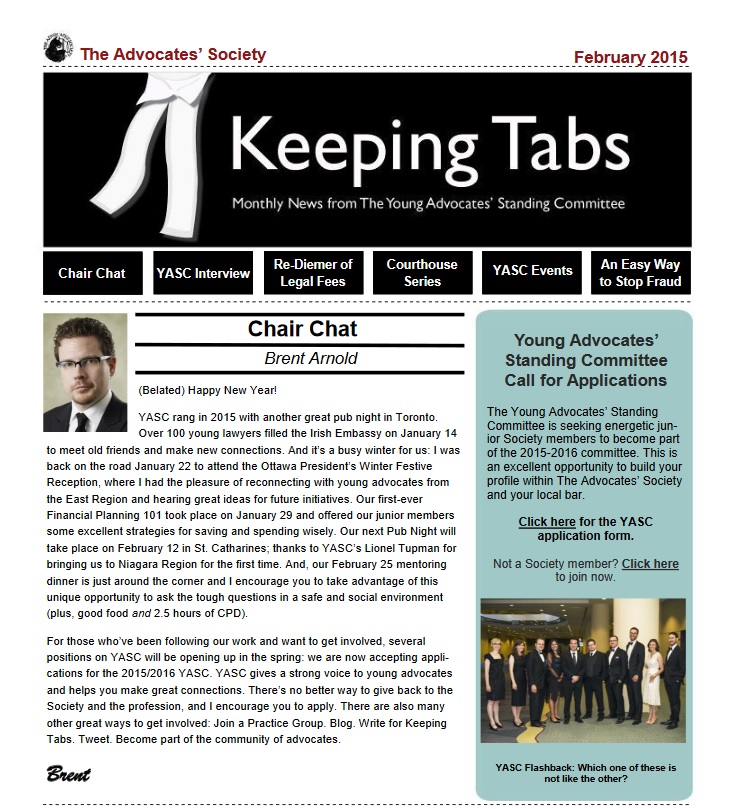 The Advocates' Society
February 2015
Keeping Tabs
Monthly News from The Young Advocates' Standing Committee
Chair Chat
YASC Interview
Re-Diemer of
Legal Fees
Courthouse
Series
YASC Events
An Easy Way
to Stop Fraud
Chair Chat
Brent Arnold
(Belated) Happy New Year!
YASC rang in 2015 with another great pub night in Toronto.
Over 100 young lawyers filled the Irish Embassy on January 14
to meet old friends and make new connections. And it's a busy winter for us: I was
back on the road January 22 to attend the Ottawa President's Winter Festive
Reception, where I had the pleasure of reconnecting with young advocates from
the East Region and hearing great ideas for future initiatives. Our first-ever
Financial Planning 101 took place on January 29 and offered our junior members
some excellent strategies for saving and spending wisely. Our next Pub Night will
take place on February 12 in St. Catharines; thanks to YASC's Lionel Tupman for
bringing us to Niagara Region for the first time. And, our February 25 mentoring
dinner is just around the corner and I encourage you to take advantage of this
unique opportunity to ask the tough questions in a safe and social environment
(plus, good food and 2.5 hours of CPD).
For those who've been following our work and want to get involved, several
positions on YASC will be opening up in the spring: we are now accepting appli-
cations for the 2015/2016 YASC. YASC gives a strong voice to young advocates
and helps you make great connections. There's no better way to give back to the
Society and the profession, and I encourage you to apply. There are also many
other great ways to get involved: Join a Practice Group. Blog. Write for Keeping
Tabs. Tweet. Become part of the community of advocates.
Brent
Young Advocates'
Standing Committee
Call for Applications
The Young Advocates' Standing
Committee is seeking energetic jun-
ior Society members to become part
of the 2015-2016 committee. This is
an excellent opportunity to build your
profile within The Advocates' Society
and your local bar.
Click here for the YASC
application form.
Not a Society member? Click here
to join now.
YASC Flashback: Which one of these is
not like the other?